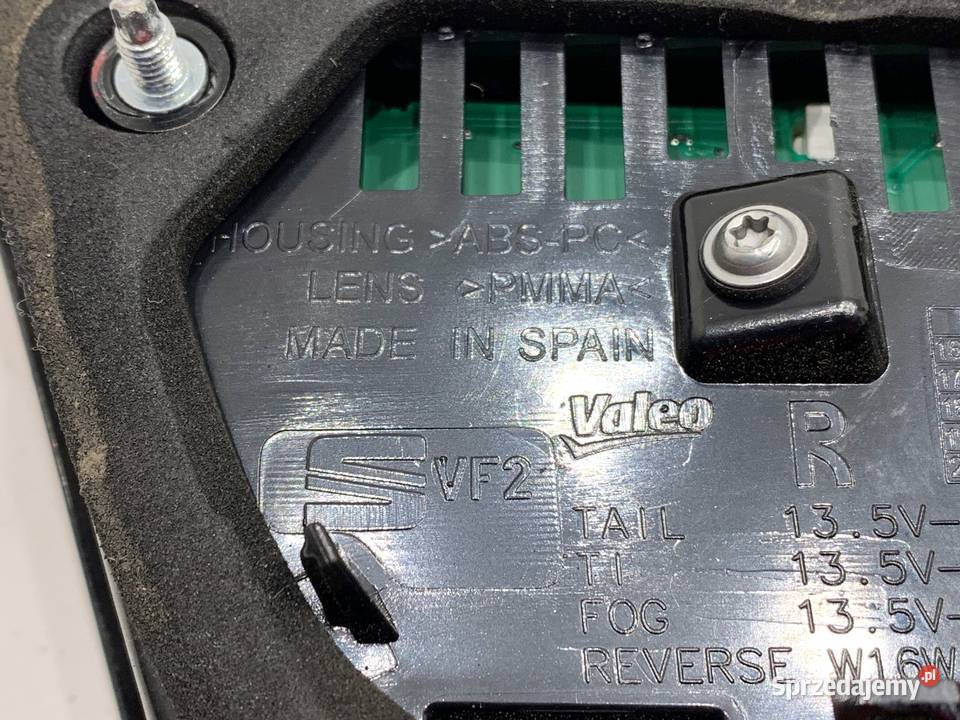 HOUSING >ABS-PC<
LENS >PMMA<
MADE IN SPAIN
Valeo
R
VF2
TAIL 13.5V-
TI 13.5V-
FOG 13.5V-
REVERSE W16W
Sprzedajemy.pl